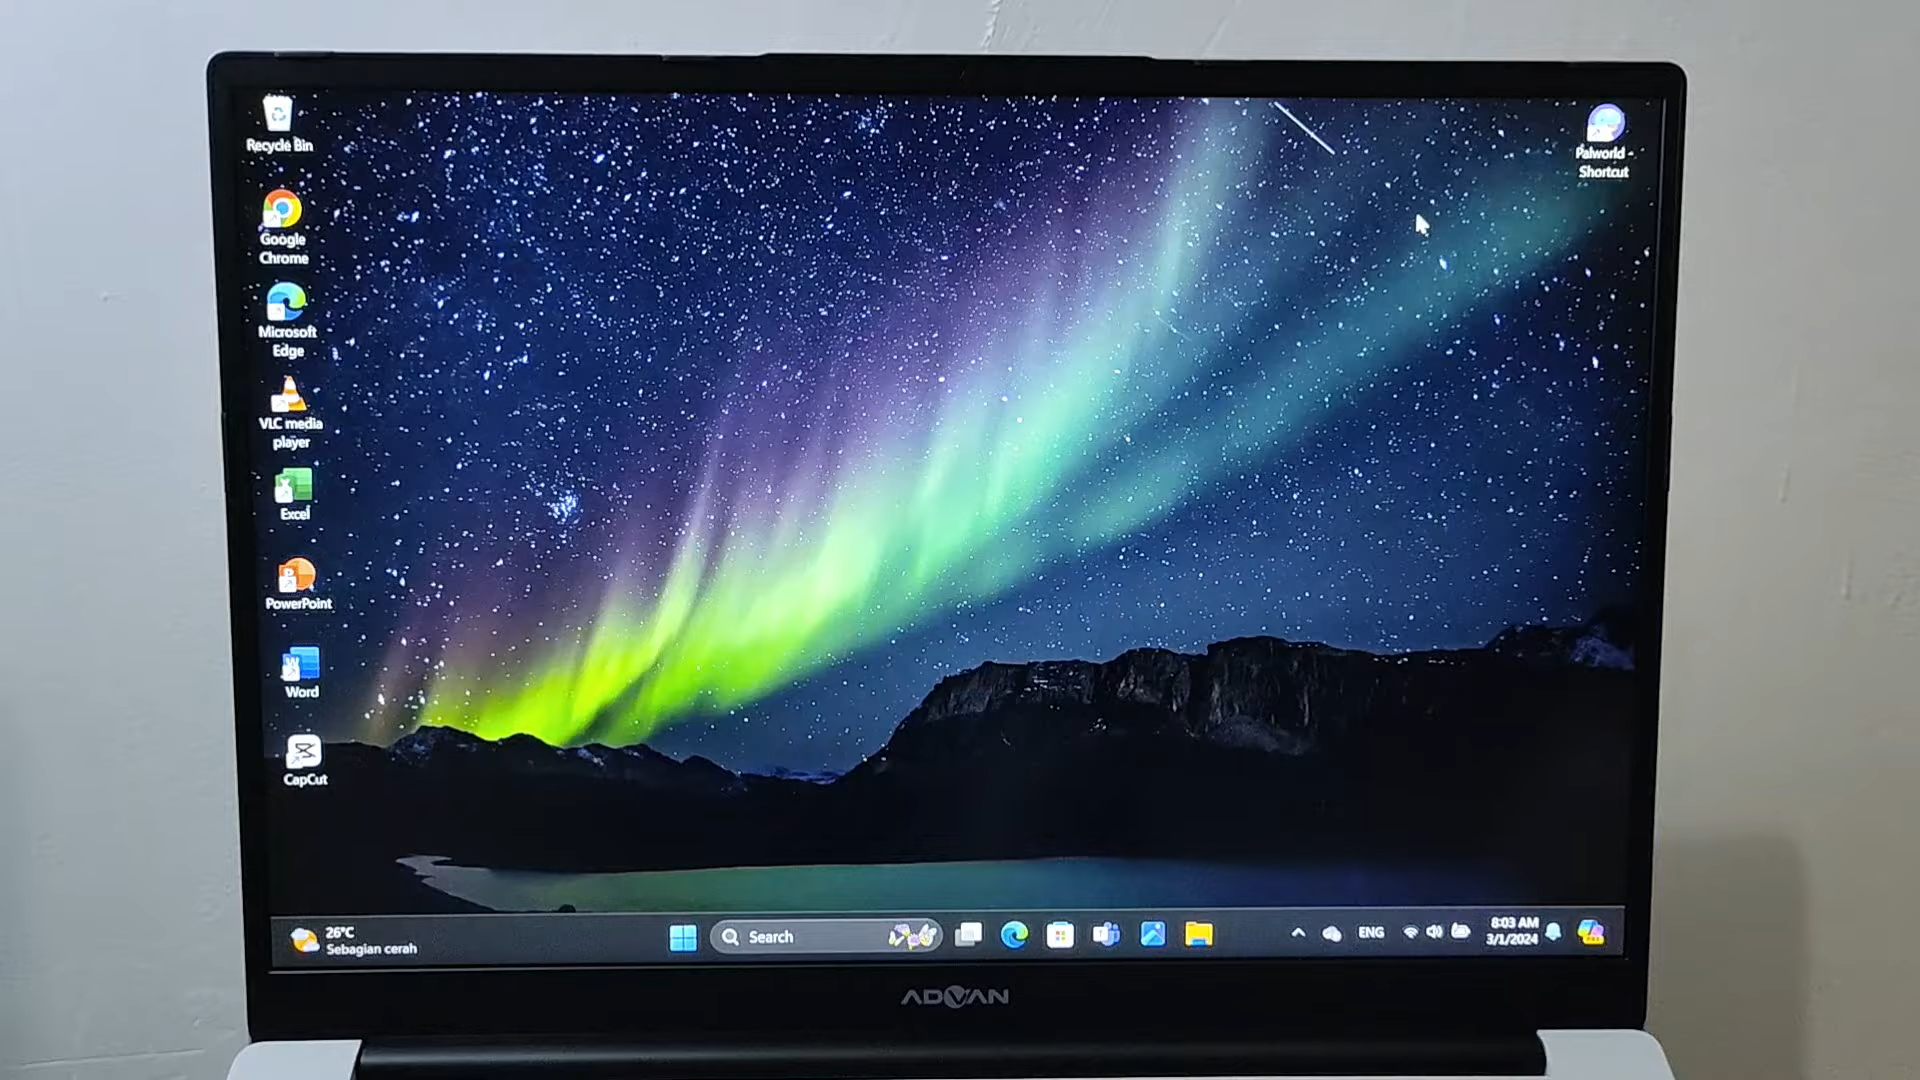 Recycle Bin
Google
Chrome
Microsoft
Edge
VLC media
player
Excel
PowerPoint
Word
CapCut
Palworld -
Shortcut
26°C
Sebagian cerah
Search
ENG
8:03 AM
3/1/2024
ADVAN